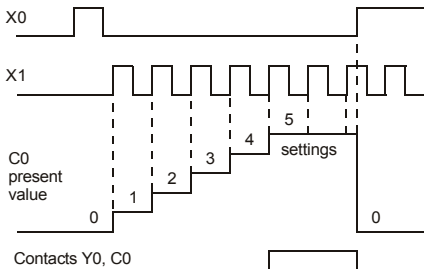 X0
X1
C0
present
value
0
1
2
3
4
5
settings
0
Contacts Y0, C0